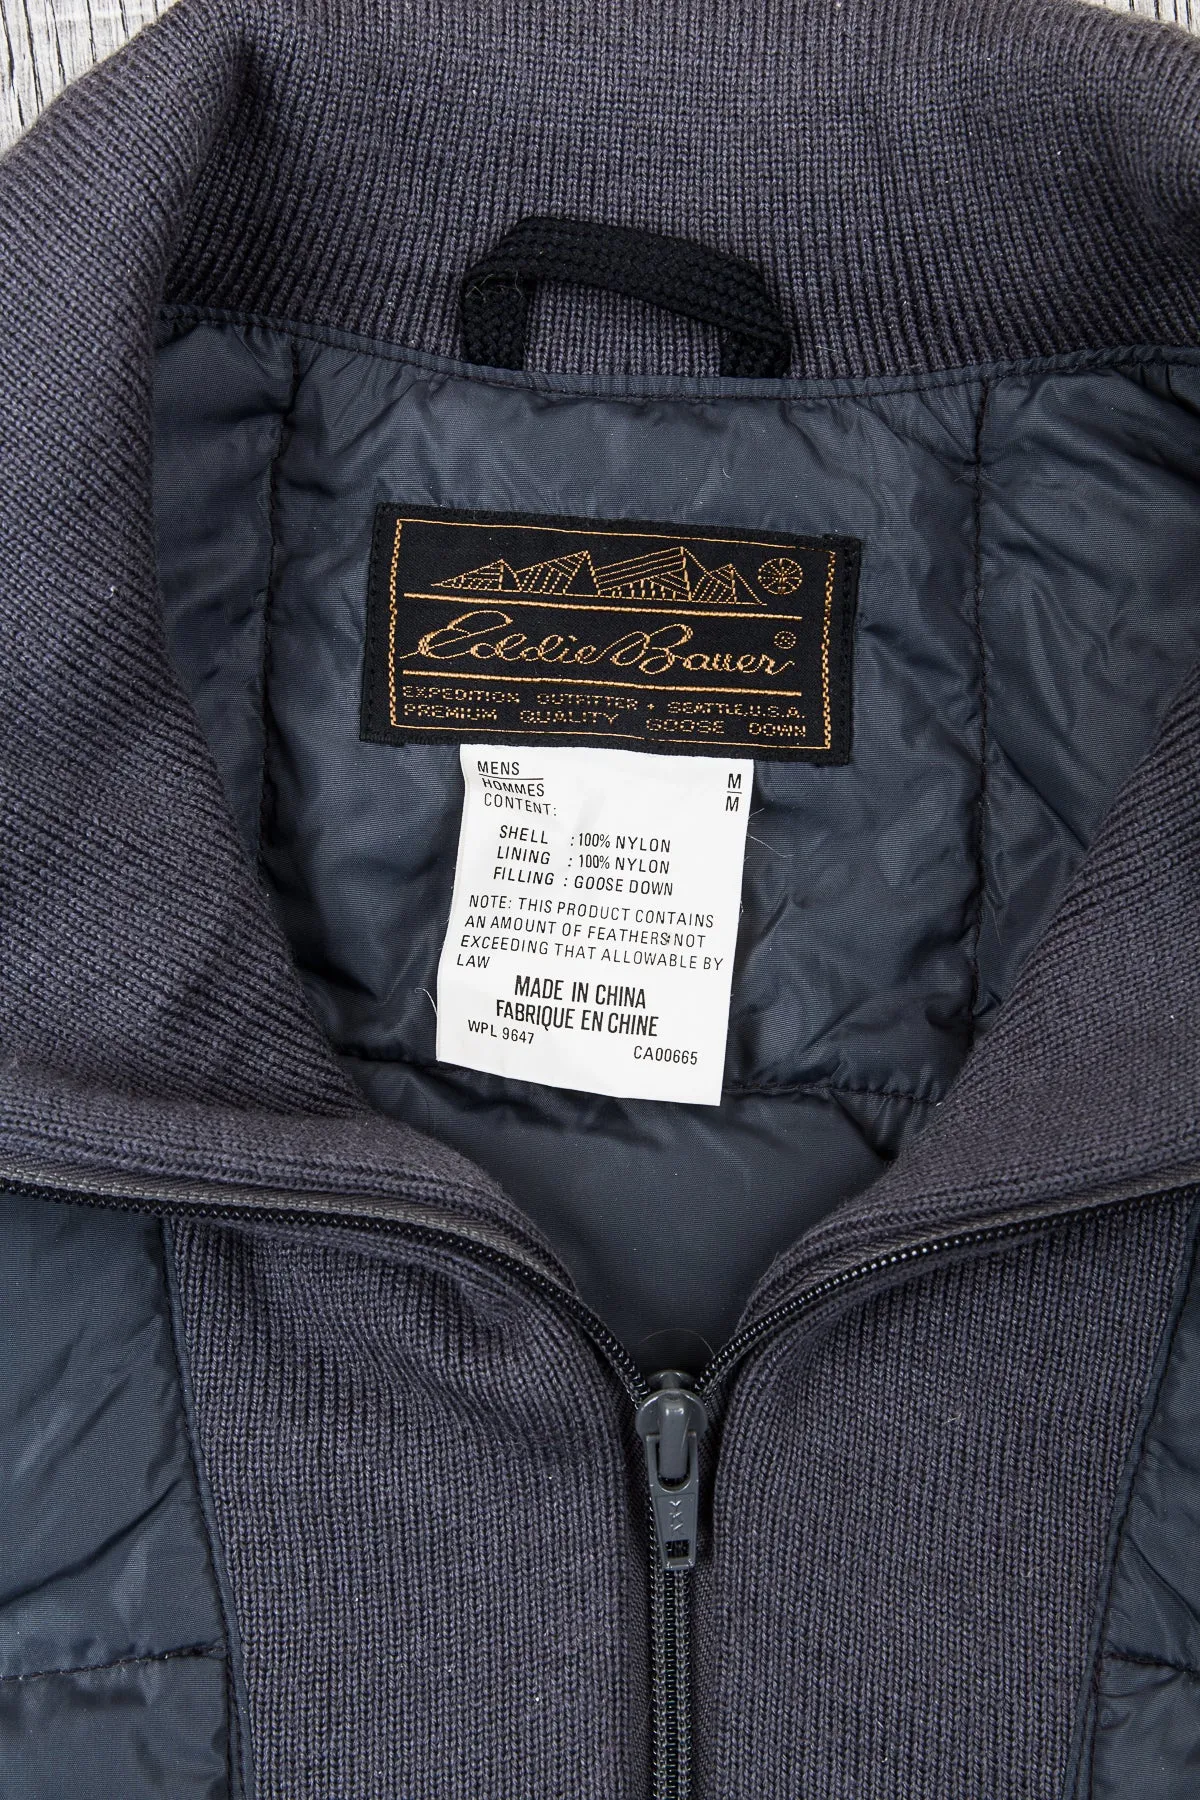 Eddie Bauer ®
EXPEDITION OUTFITTER • SEATTLE, U.S.A.
PREMIUM QUALITY GOOSE DOWN
MENS M
HOMMES M
CONTENT:
SHELL : 100% NYLON
LINING : 100% NYLON
FILLING : GOOSE DOWN
NOTE: THIS PRODUCT CONTAINS
AN AMOUNT OF FEATHERS NOT
EXCEEDING THAT ALLOWABLE BY
LAW
MADE IN CHINA
FABRIQUE EN CHINE
WPL 9647 CA00665